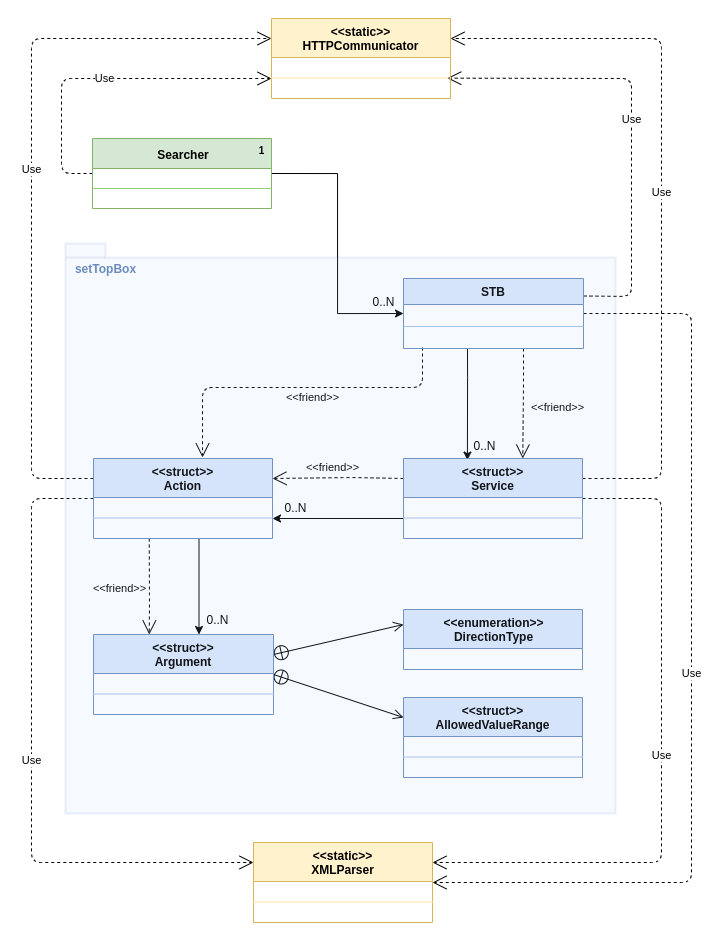 <<static>>
HTTPCommunicator
Use
Use
Searcher
1
Use
Use
setTopBox
STB
0..N
<<friend>>
<<friend>>
0..N
<<struct>>
Action
<<friend>>
<<struct>>
Service
0..N
<<friend>>
0..N
<<struct>>
Argument
<<enumeration>>
DirectionType
Use
<<struct>>
AllowedValueRange
Use
Use
<<static>>
XMLParser